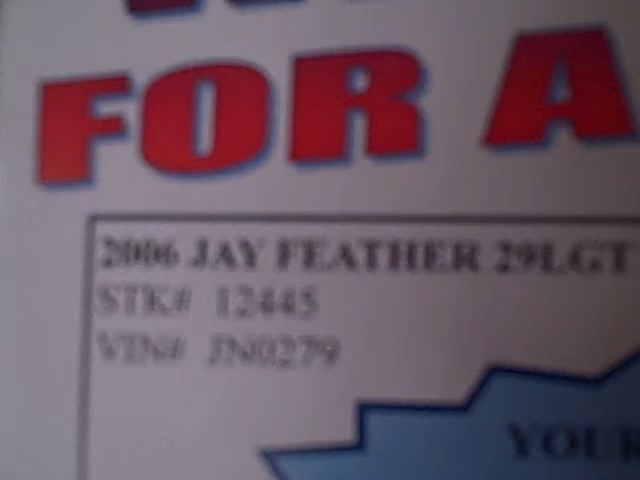 FOR A
2006 JAY FEATHER 29LGT
STK# 12445
VIN# JN0279
YOUR